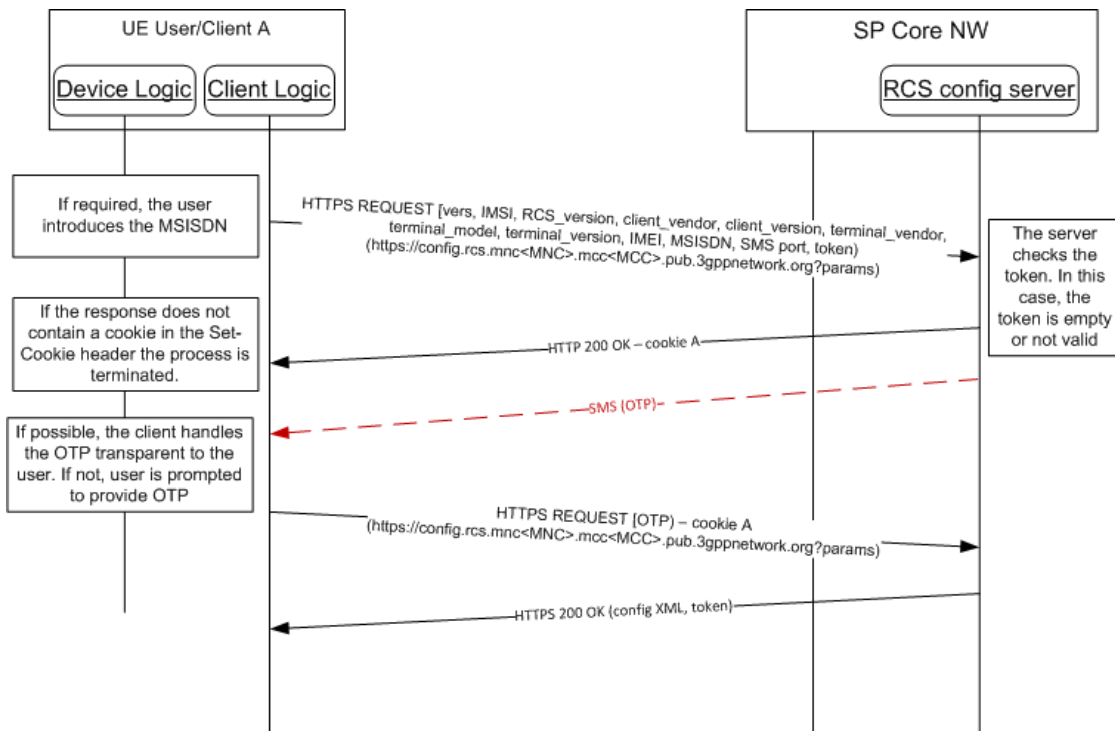 UE User/Client A
SP Core NW
Device Logic
Client Logic
RCS config server
If required, the user
introduces the MSISDN
HTTPS REQUEST [vers, IMSI, RCS_version, client_vendor, client_version, terminal_vendor,
terminal_model, terminal_version, IMEI, MSISDN, SMS port, token)
(https://config.rcs.mnc<MNC>.mcc<MCC>.pub.3gppnetwork.org?params)
The server
checks the
token. In this
case, the
token is empty
or not valid
If the response does not
contain a cookie in the Set-
Cookie header the process is
terminated.
HTTP 200 OK – cookie A
SMS (OTP)
If possible, the client handles
the OTP transparent to the
user. If not, user is prompted
to provide OTP
HTTPS REQUEST [OTP) – cookie A
(https://config.rcs.mnc<MNC>.mcc<MCC>.pub.3gppnetwork.org?params)
HTTPS 200 OK (config XML, token)